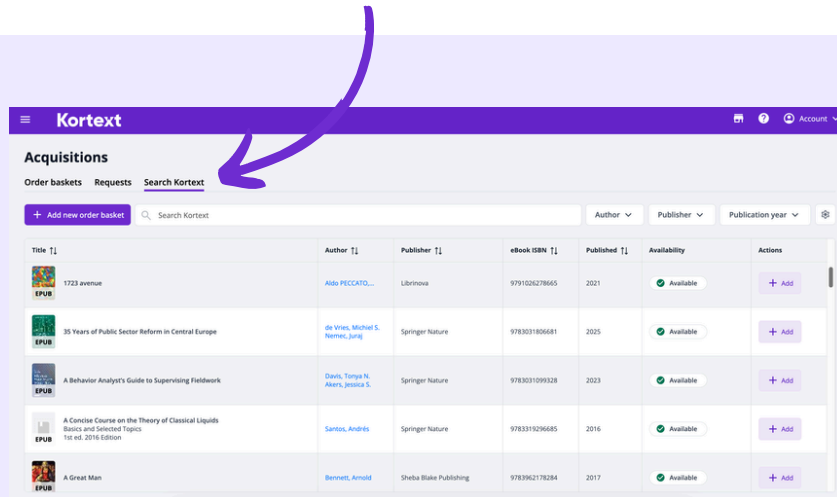 Kortext
Account
Acquisitions
Order baskets Requests Search Kortext
+ Add new order basket Search Kortext Author Publisher Publication year
Title Author Publisher eBook ISBN Published Availability Actions
EPUB 1723 avenue Aldo PECCATO,... Librinova 9791026278665 2021 Available + Add
EPUB 35 Years of Public Sector Reform in Central Europe de Vries, Michiel S. Springer Nature 9783031806681 2025 Available + Add
Nemec, Juraj
EPUB A Behavior Analyst's Guide to Supervising Fieldwork Davis, Tonya N. Springer Nature 9783031099328 2023 Available + Add
Akers, Jessica S.
A Concise Course on the Theory of Classical Liquids
EPUB Basics and Selected Topics Santos, Andrés Springer Nature 9783319296685 2016 Available + Add
1st ed. 2016 Edition
EPUB A Great Man Bennett, Arnold Sheba Blake Publishing 9783962178284 2017 Available + Add